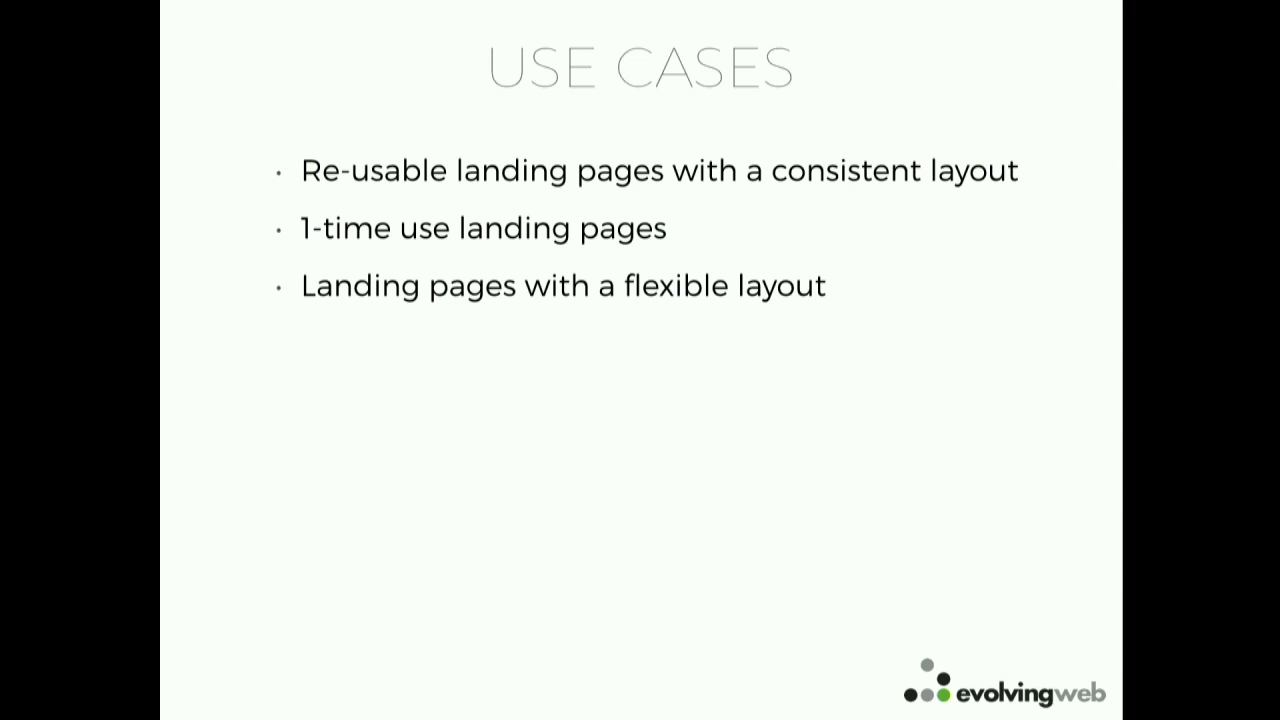 USE CASES
· Re-usable landing pages with a consistent layout
· 1-time use landing pages
· Landing pages with a flexible layout
evolvingweb